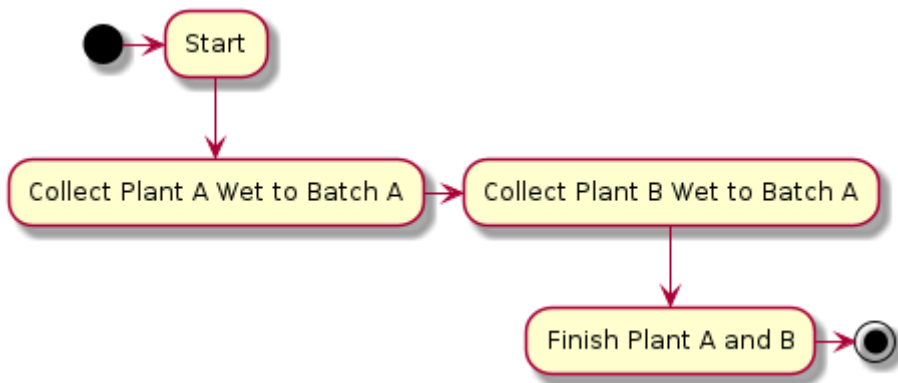 Start
Collect Plant A Wet to Batch A
Collect Plant B Wet to Batch A
Finish Plant A and B